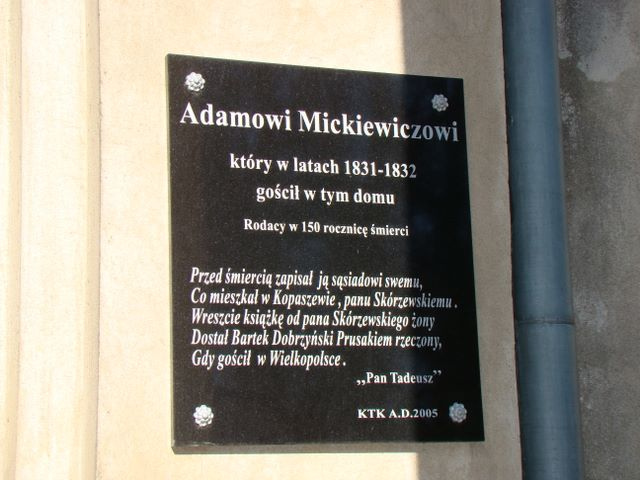 Adamowi Mickiewiczowi
który w latach 1831-1832
gościł w tym domu
Rodacy w 150 rocznicę śmierci
Przed śmiercią zapisał ją sąsiadowi swemu,
Co mieszkał w Kopaszewie , panu Skórzewskiemu .
Wreszcie książkę od pana Skórzewskiego żony
Dostał Bartek Dobrzyński Prusakiem rzeczony,
Gdy gościł w Wielkopolsce .
„Pan Tadeusz”
KTK A.D.2005